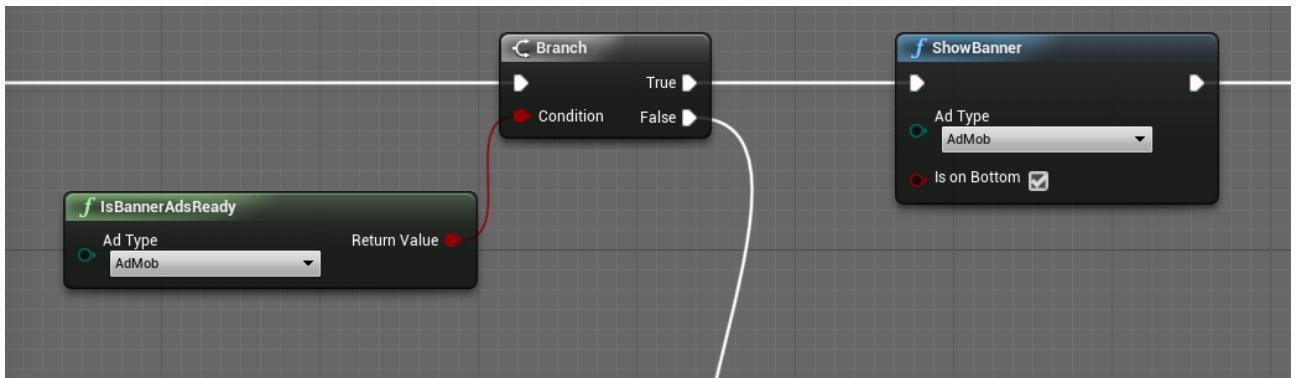 Branch
True
Condition
False
ShowBanner
Ad Type
AdMob
Is on Bottom
f IsBannerAdsReady
Ad Type
Return Value
AdMob